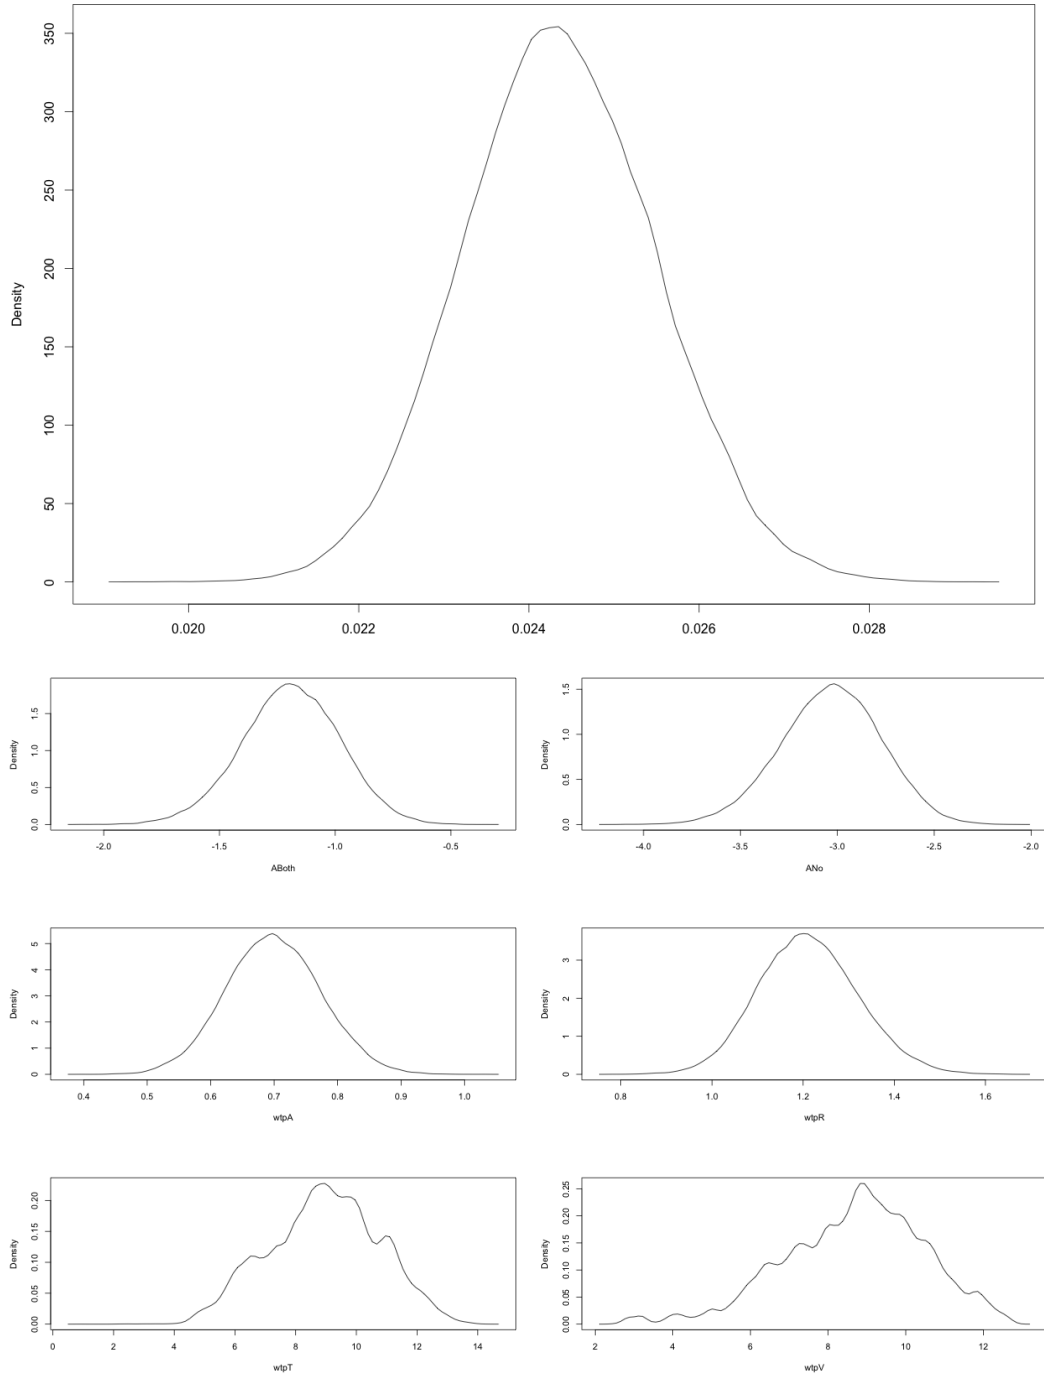 Density
350
300
250
200
150
100
50
0
0.020 0.022 0.024 0.026 0.028
Density
1.5
1.0
0.5
0.0
-2.0 -1.5 -1.0 -0.5
ABoth
Density
1.5
1.0
0.5
0.0
-4.0 -3.5 -3.0 -2.5 -2.0
ANo
Density
5
4
3
2
1
0
0.4 0.5 0.6 0.7 0.8 0.9 1.0
wtpA
Density
3
2
1
0
0.8 1.0 1.2 1.4 1.6
wtpR
Density
0.20
0.15
0.10
0.05
0.00
0 2 4 6 8 10 12 14
wtpT
Density
0.25
0.20
0.15
0.10
0.05
0.00
2 4 6 8 10 12
wtpV